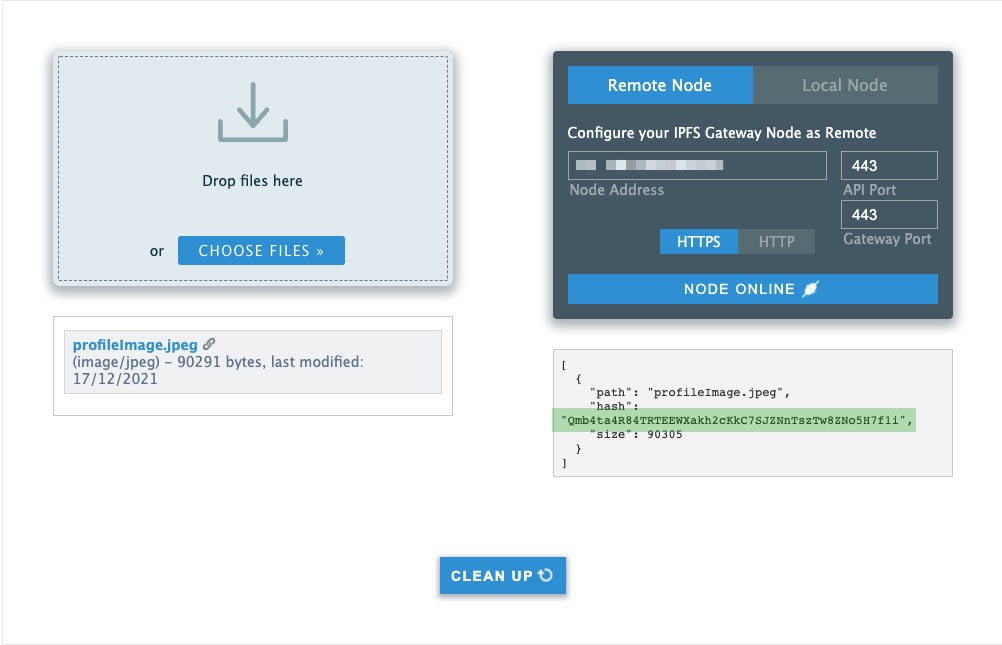 Drop files here
or CHOOSE FILES »
profileImage.jpeg
(image/jpeg) – 90291 bytes, last modified:
17/12/2021
Remote Node Local Node
Configure your IPFS Gateway Node as Remote
443
Node Address API Port
443
HTTPS HTTP Gateway Port
NODE ONLINE
[
{
"path": "profileImage.jpeg",
"hash":
"Qmb4ta4R84TRTEEWXakh2cKkC7SJZNnTszTw8ZNo5H7f1i",
"size": 90305
}
]
CLEAN UP